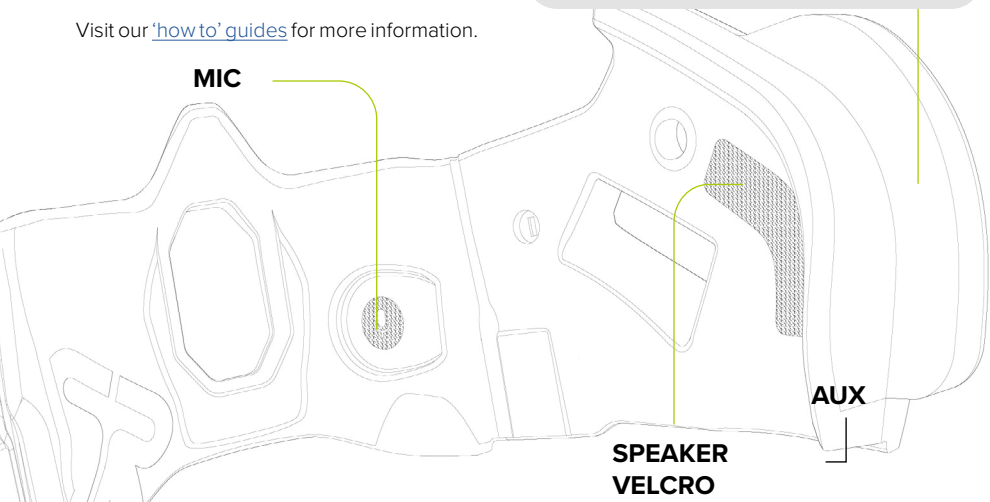 Visit our 'how to' guides for more information.
MIC
AUX
SPEAKER
VELCRO